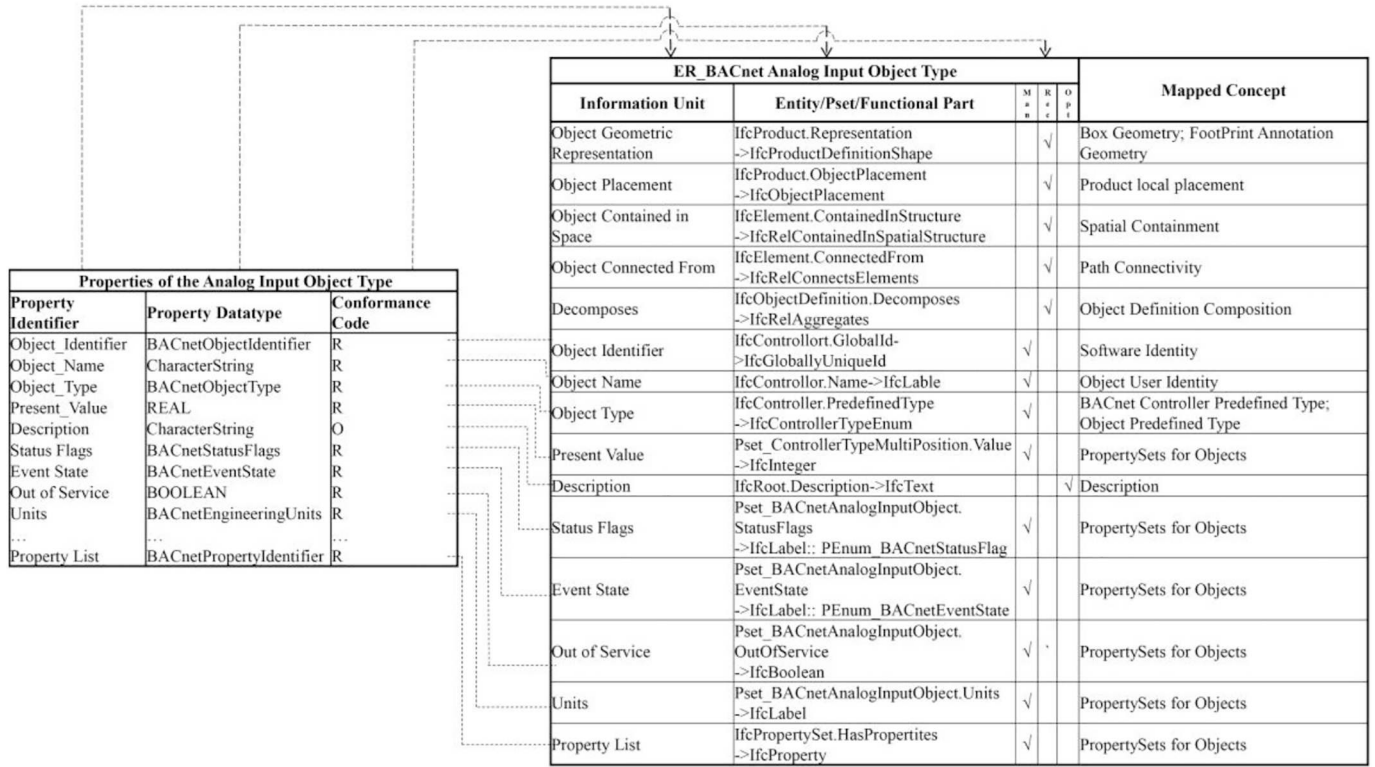 ER_BACnet Analog Input Object Type
Mapped Concept
Information Unit
Entity/Pset/Functional Part
Man
Rec
Opt
Object Geometric
Representation
IfcProduct.Representation
->IfcProductDefinitionShape
√
Box Geometry; FootPrint Annotation
Geometry
Object Placement
IfcProduct.ObjectPlacement
->IfcObjectPlacement
√
Product local placement
Object Contained in
Space
IfcElement.ContainedInStructure
->IfcRelContainedInSpatialStructure
√
Spatial Containment
Object Connected From
IfcElement.ConnectedFrom
->IfcRelConnectsElements
√
Path Connectivity
Decomposes
IfcObjectDefinition.Decomposes
->IfcRelAggregates
√
Object Definition Composition
Object Identifier
IfcControllort.GlobalId-
>IfcGloballyUniqueId
√
Software Identity
Object Name
IfcControllor.Name->IfcLable
√
Object User Identity
Object Type
IfcController.PredefinedType
->IfcControllerTypeEnum
√
BACnet Controller Predefined Type;
Object Predefined Type
Present Value
Pset_ControllerTypeMultiPosition.Value
->IfcInteger
√
PropertySets for Objects
Description
IfcRoot.Description->IfcText
√
Description
Status Flags
Pset_BACnetAnalogInputObject.
StatusFlags
->IfcLabel:: PEnum_BACnetStatusFlag
√
PropertySets for Objects
Event State
Pset_BACnetAnalogInputObject.
EventState
->IfcLabel:: PEnum_BACnetEventState
√
PropertySets for Objects
Out of Service
Pset_BACnetAnalogInputObject.
OutOfService
->IfcBoolean
√
PropertySets for Objects
Units
Pset_BACnetAnalogInputObject.Units
->IfcLabel
√
PropertySets for Objects
Property List
IfcPropertySet.HasPropertites
->IfcProperty
√
PropertySets for Objects
Properties of the Analog Input Object Type
Property
Identifier
Property Datatype
Conformance
Code
Object_Identifier BACnetObjectIdentifier R
Object_Name CharacterString R
Object_Type BACnetObjectType R
Present_Value REAL R
Description CharacterString O
Status Flags BACnetStatusFlags R
Event State BACnetEventState R
Out of Service BOOLEAN R
Units BACnetEngineeringUnits R
... ... ...
Property List BACnetPropertyIdentifier R